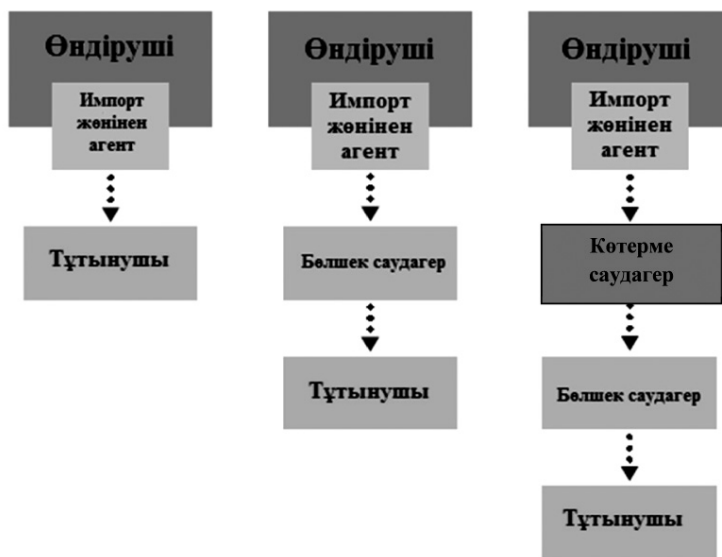 Өндіруші
Импорт
жөнінен
агент
Тұтынушы
Өндіруші
Импорт
жөнінен
агент
Бөлшек саудагер
Тұтынушы
Өндіруші
Импорт
жөнінен
агент
Көтерме
саудагер
Бөлшек саудагер
Тұтынушы